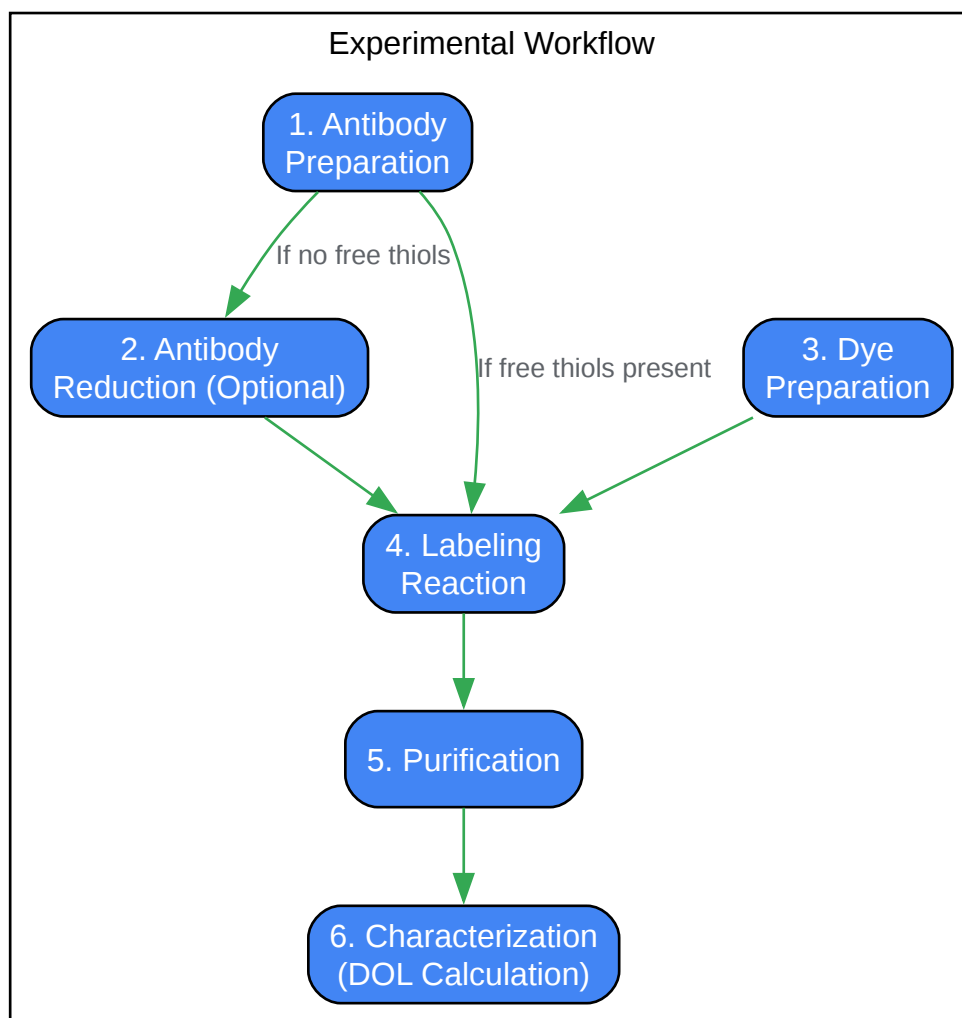 Experimental Workflow
1. Antibody
Preparation
If no free thiols
2. Antibody
Reduction (Optional)
If free thiols present
3. Dye
Preparation
4. Labeling
Reaction
5. Purification
6. Characterization
(DOL Calculation)